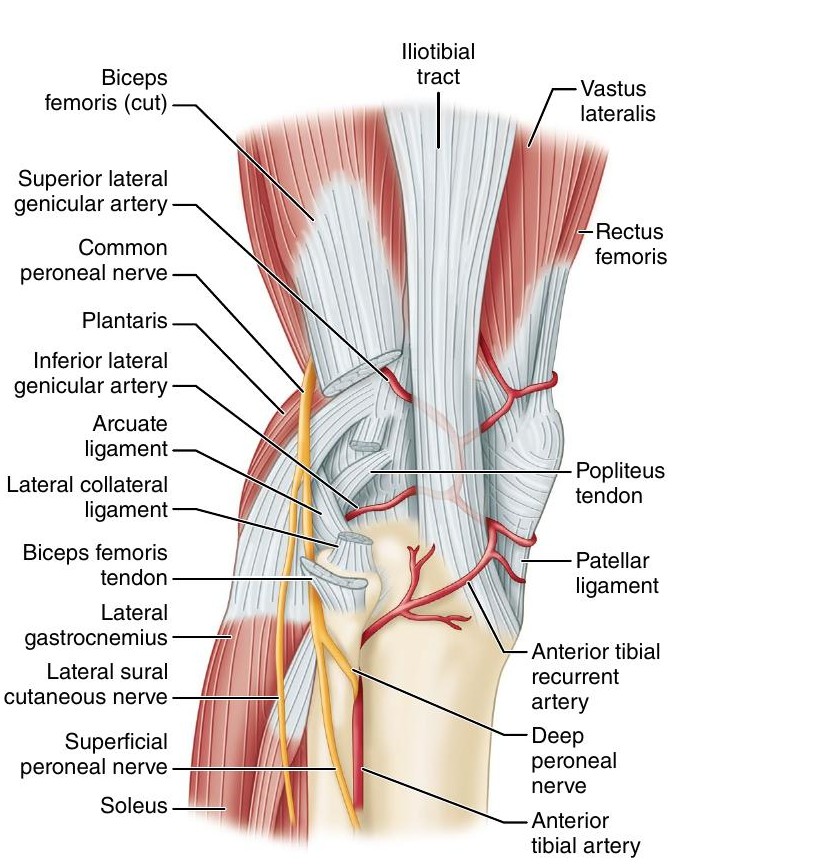 Iliotibial
tract
Biceps
femoris (cut)
Vastus
lateralis
Superior lateral
genicular artery
Rectus
femoris
Common
peroneal nerve
Plantaris
Inferior lateral
genicular artery
Arcuate
ligament
Popliteus
tendon
Lateral collateral
ligament
Biceps femoris
tendon
Patellar
ligament
Lateral
gastrocnemius
Anterior tibial
recurrent
artery
Lateral sural
cutaneous nerve
Deep
peroneal
nerve
Superficial
peroneal nerve
Soleus
Anterior
tibial artery